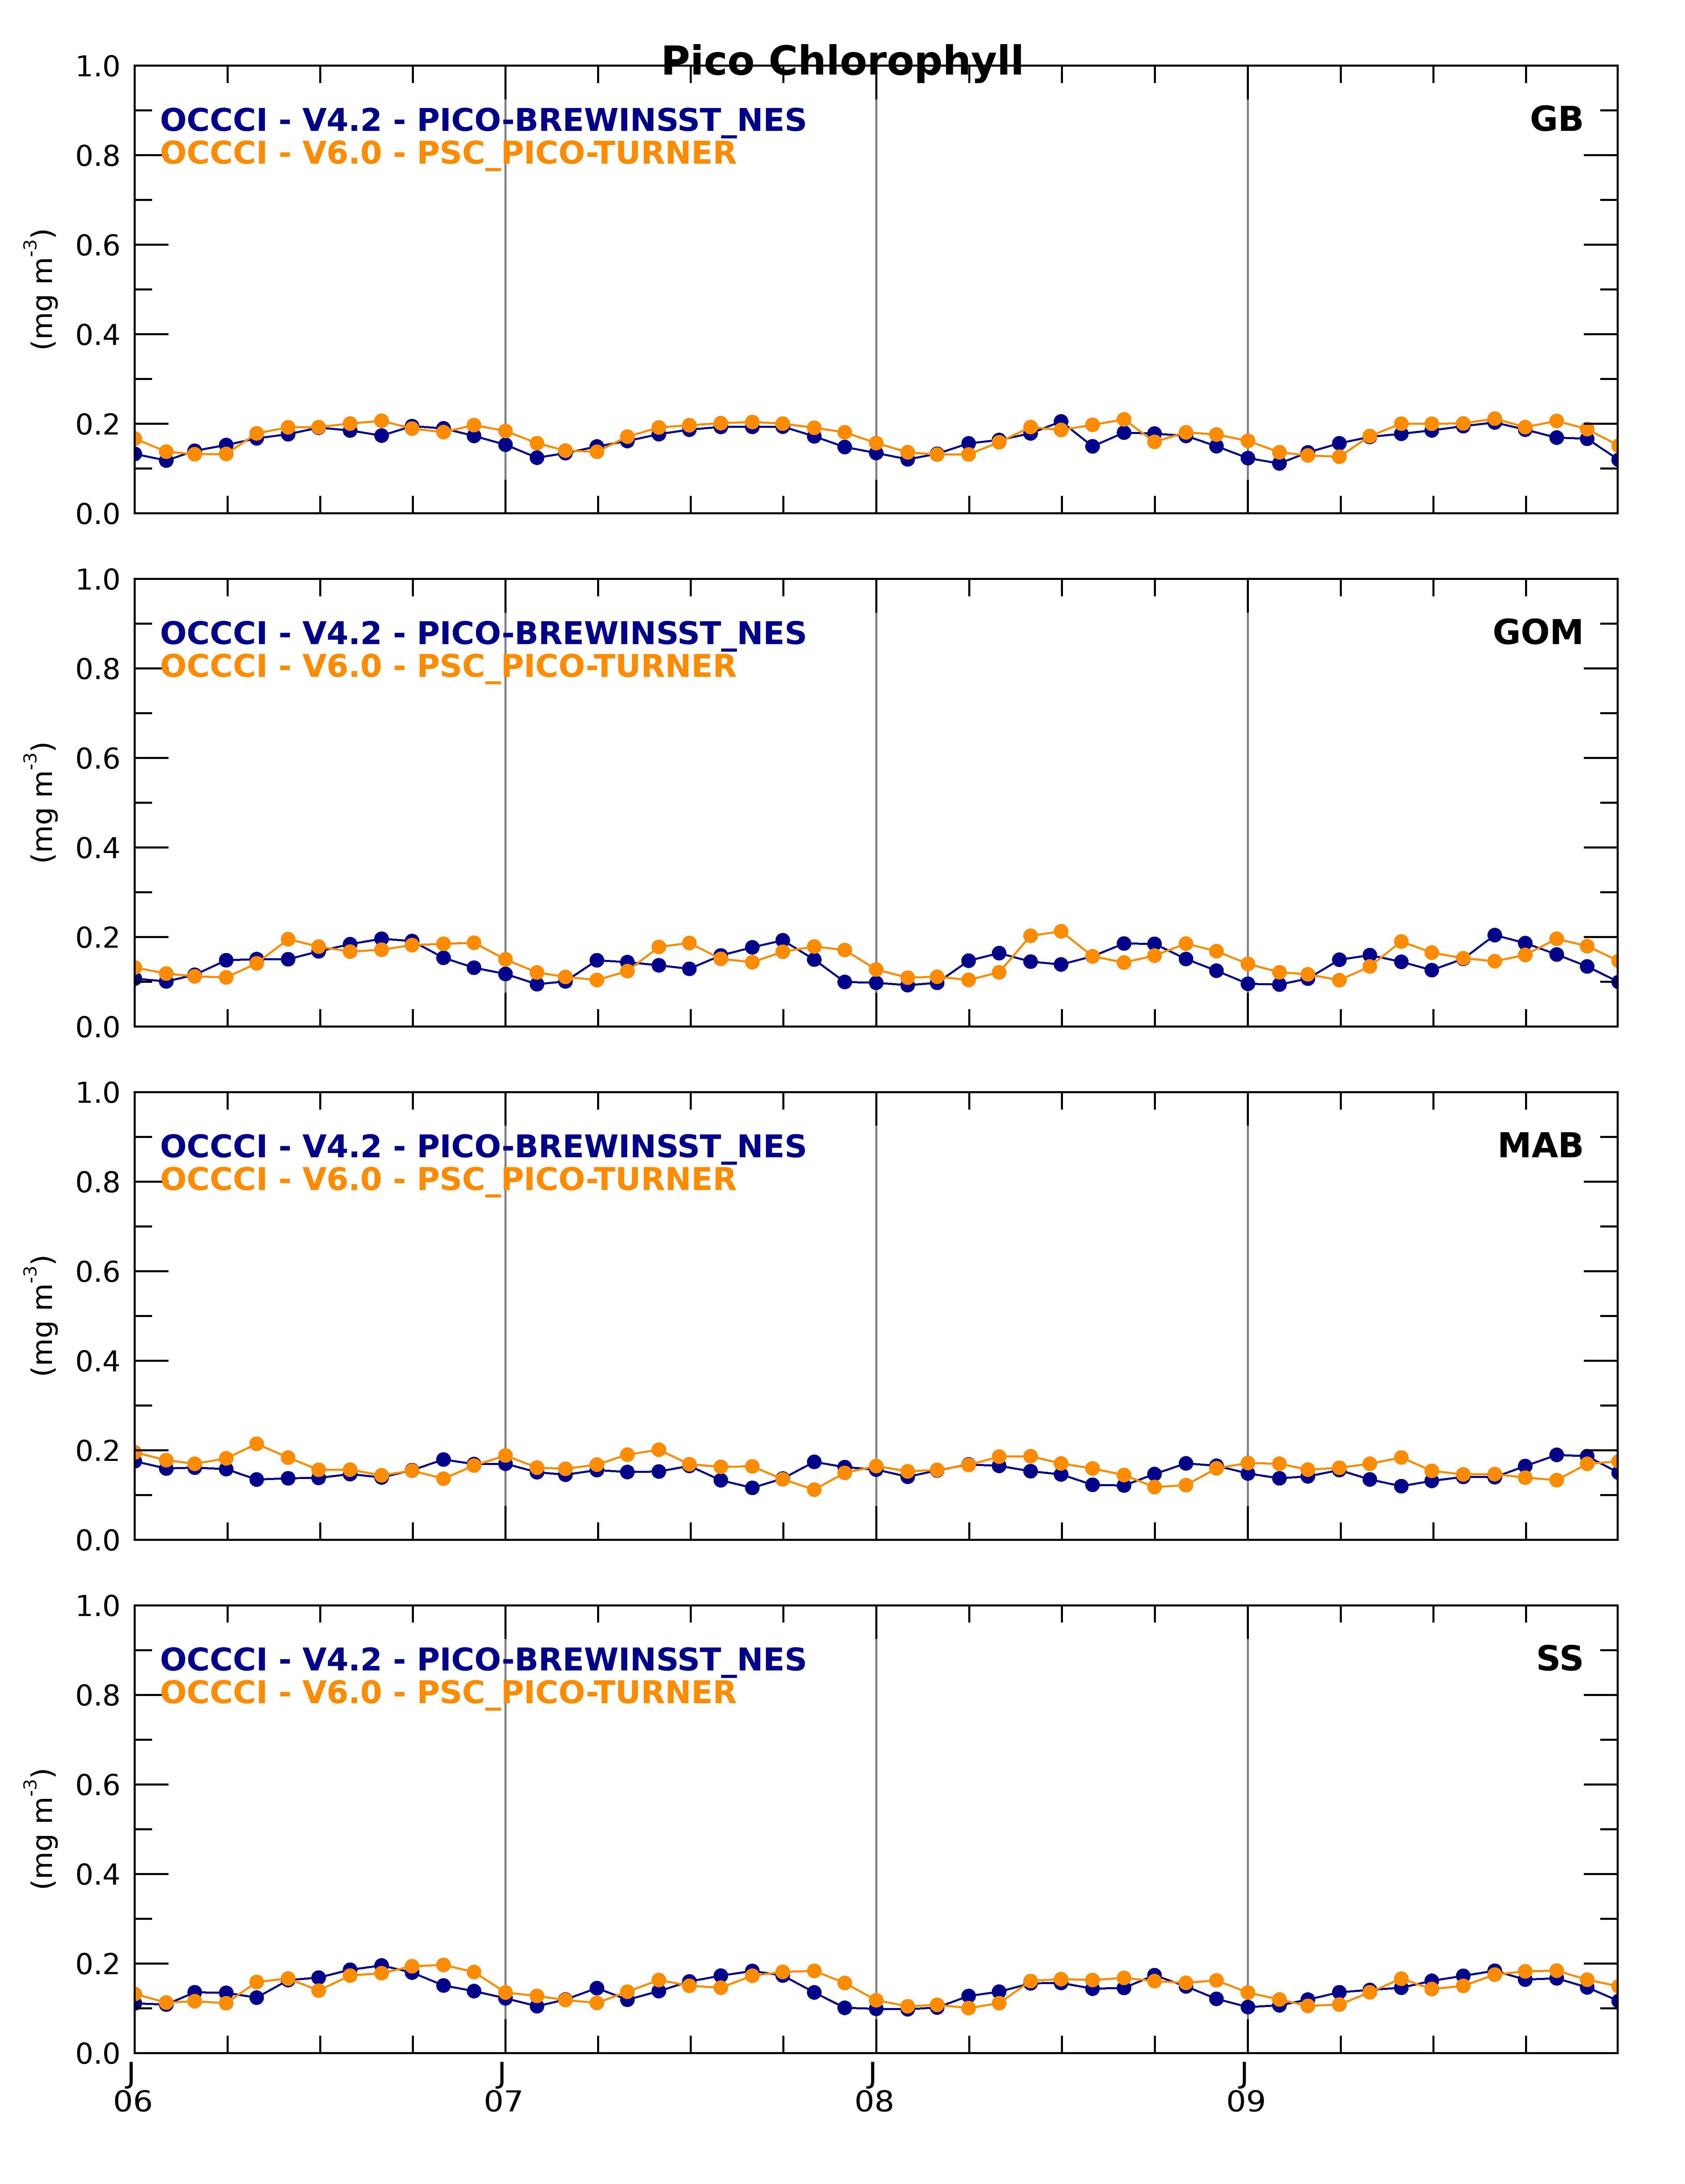 Pico Chlorophyll
1.0
OCCCI - V4.2 - PICO-BREWINSST_NES
GB
OCCCI - V6.0 - PSC_PICO-TURNER
0.8
0.6
(mg m-3)
0.4
0.2
0.0
1.0
OCCCI - V4.2 - PICO-BREWINSST_NES
GOM
OCCCI - V6.0 - PSC_PICO-TURNER
0.8
0.6
(mg m-3)
0.4
0.2
0.0
1.0
OCCCI - V4.2 - PICO-BREWINSST_NES
MAB
OCCCI - V6.0 - PSC_PICO-TURNER
0.8
0.6
(mg m-3)
0.4
0.2
0.0
1.0
OCCCI - V4.2 - PICO-BREWINSST_NES
SS
OCCCI - V6.0 - PSC_PICO-TURNER
0.8
0.6
(mg m-3)
0.4
0.2
0.0
J J J J
06 07 08 09